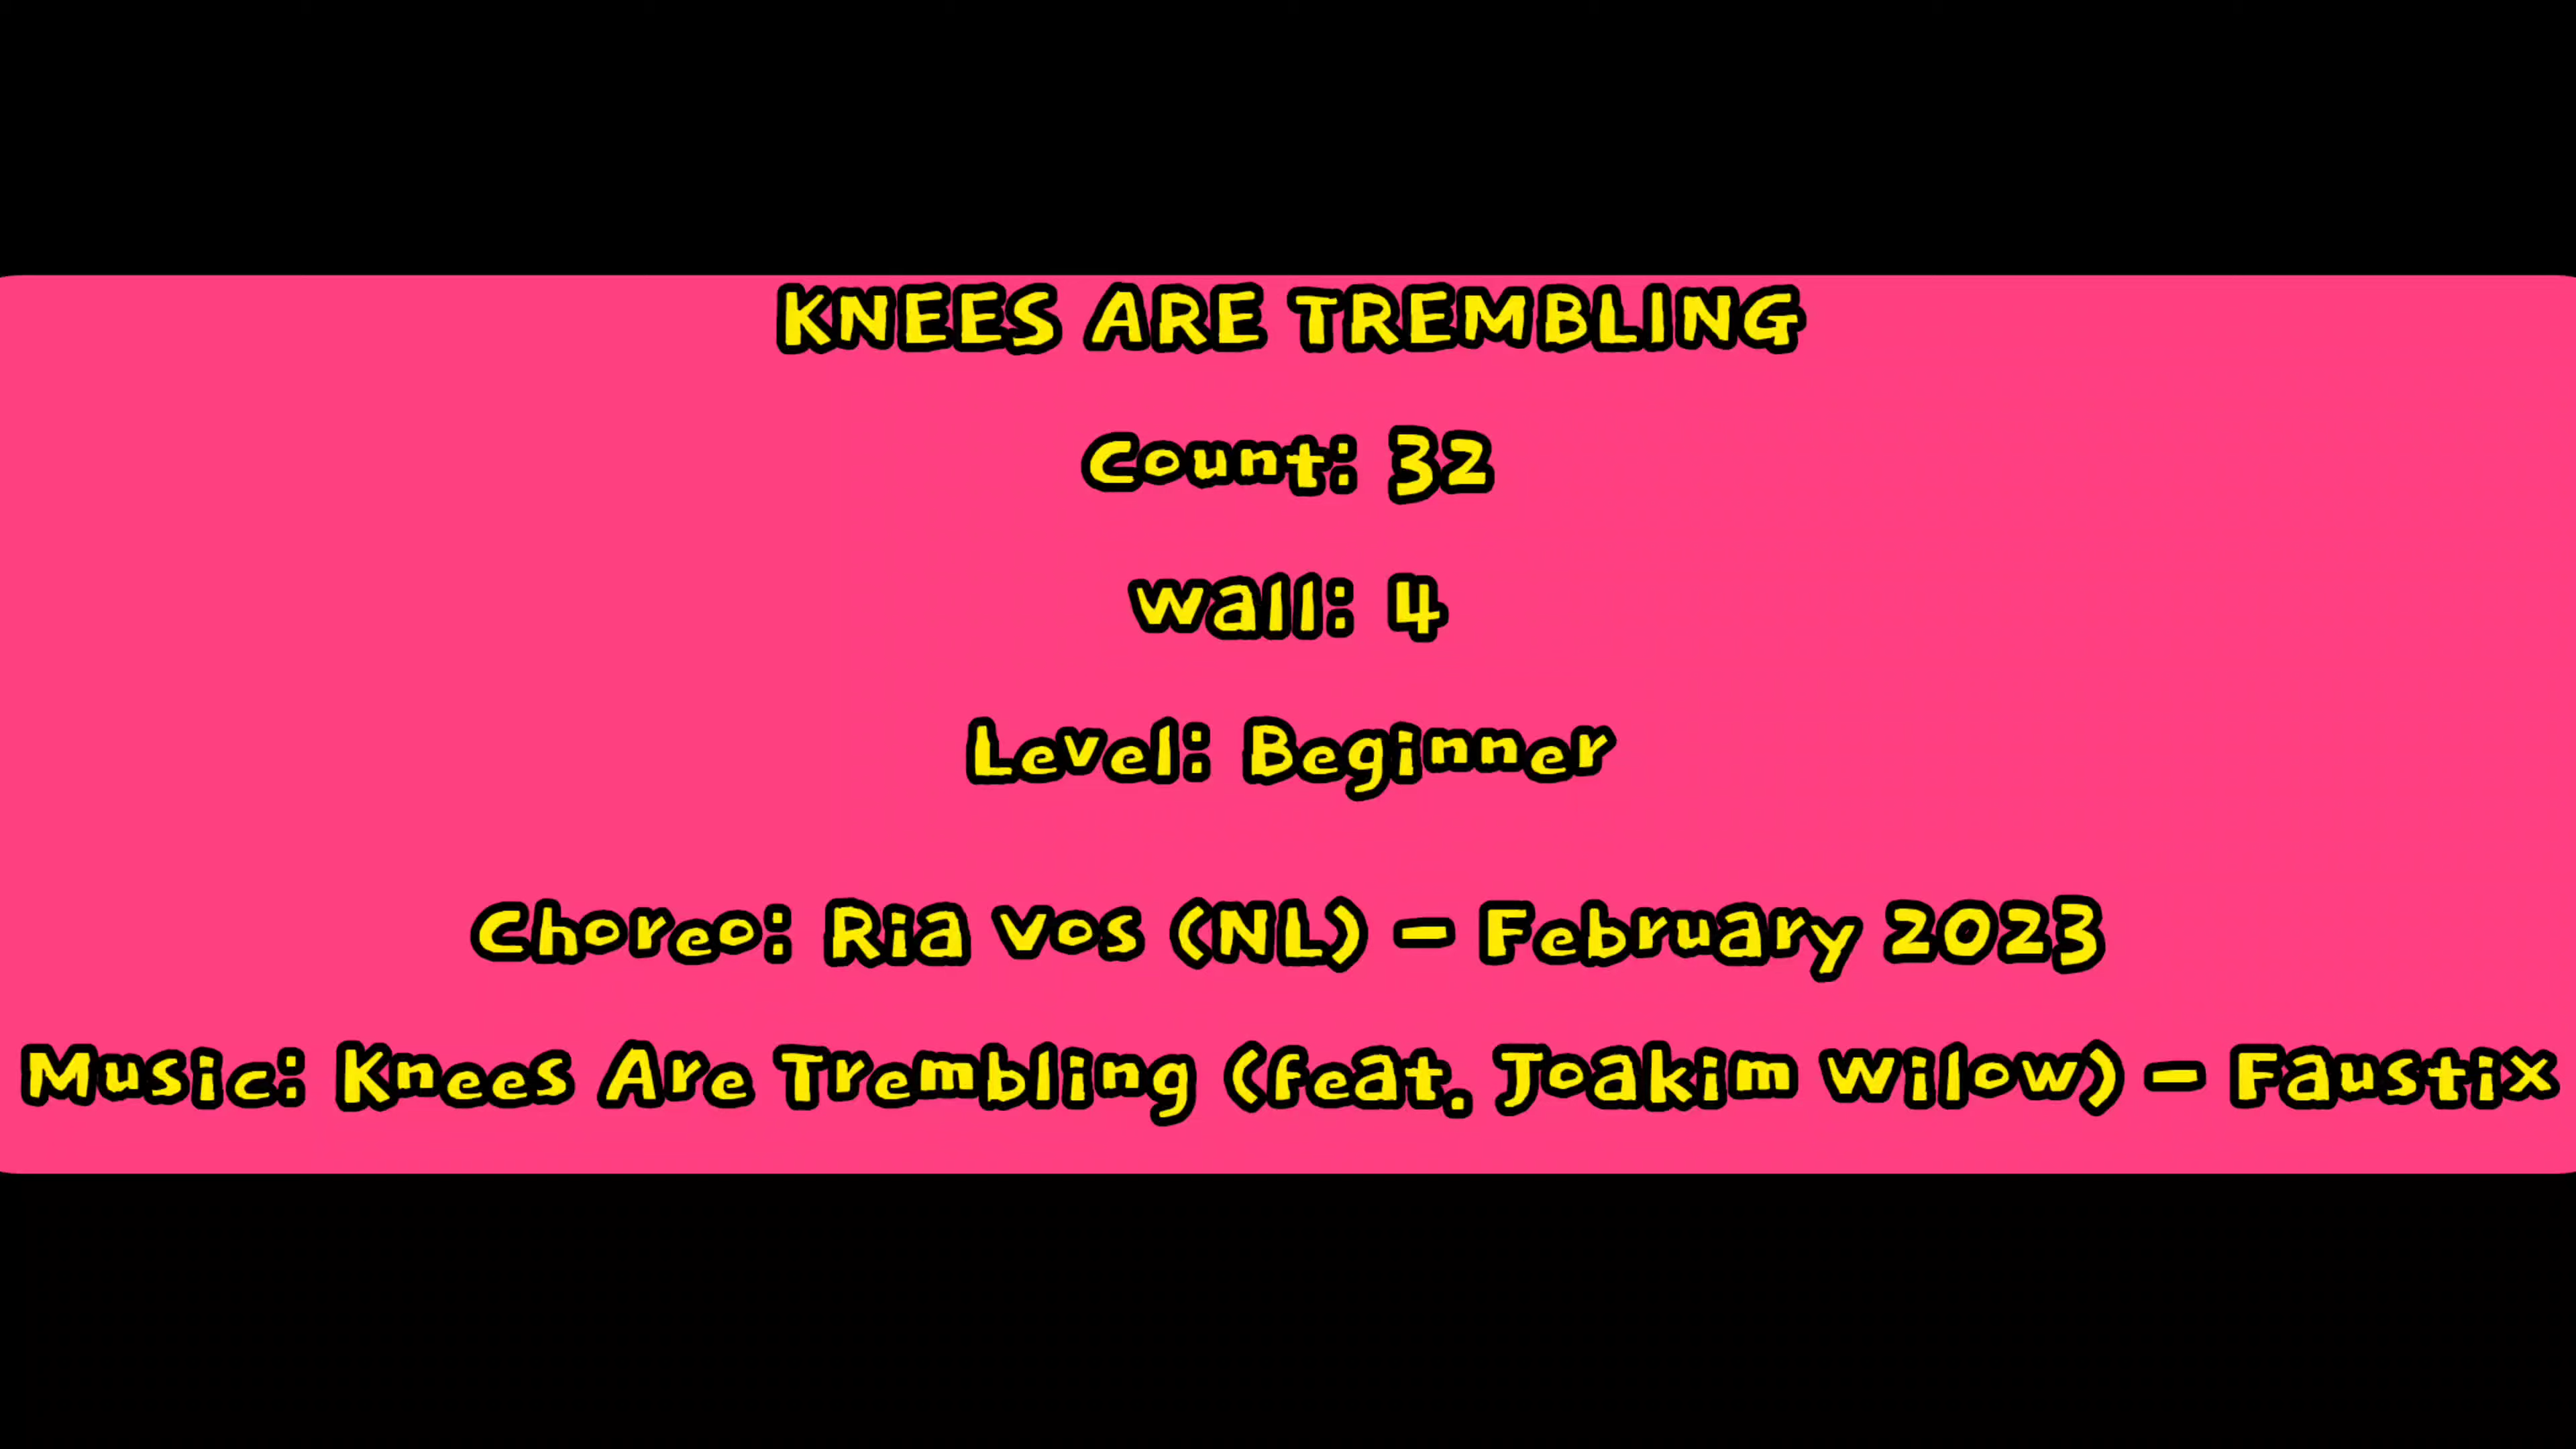 KNEES ARE TREMBLING
Count: 32
Wall: 4
Level: Beginner
Choreo: Ria Vos (NL) - February 2023
Music: Knees Are Trembling (feat. Joakim Wilow) - Faustix